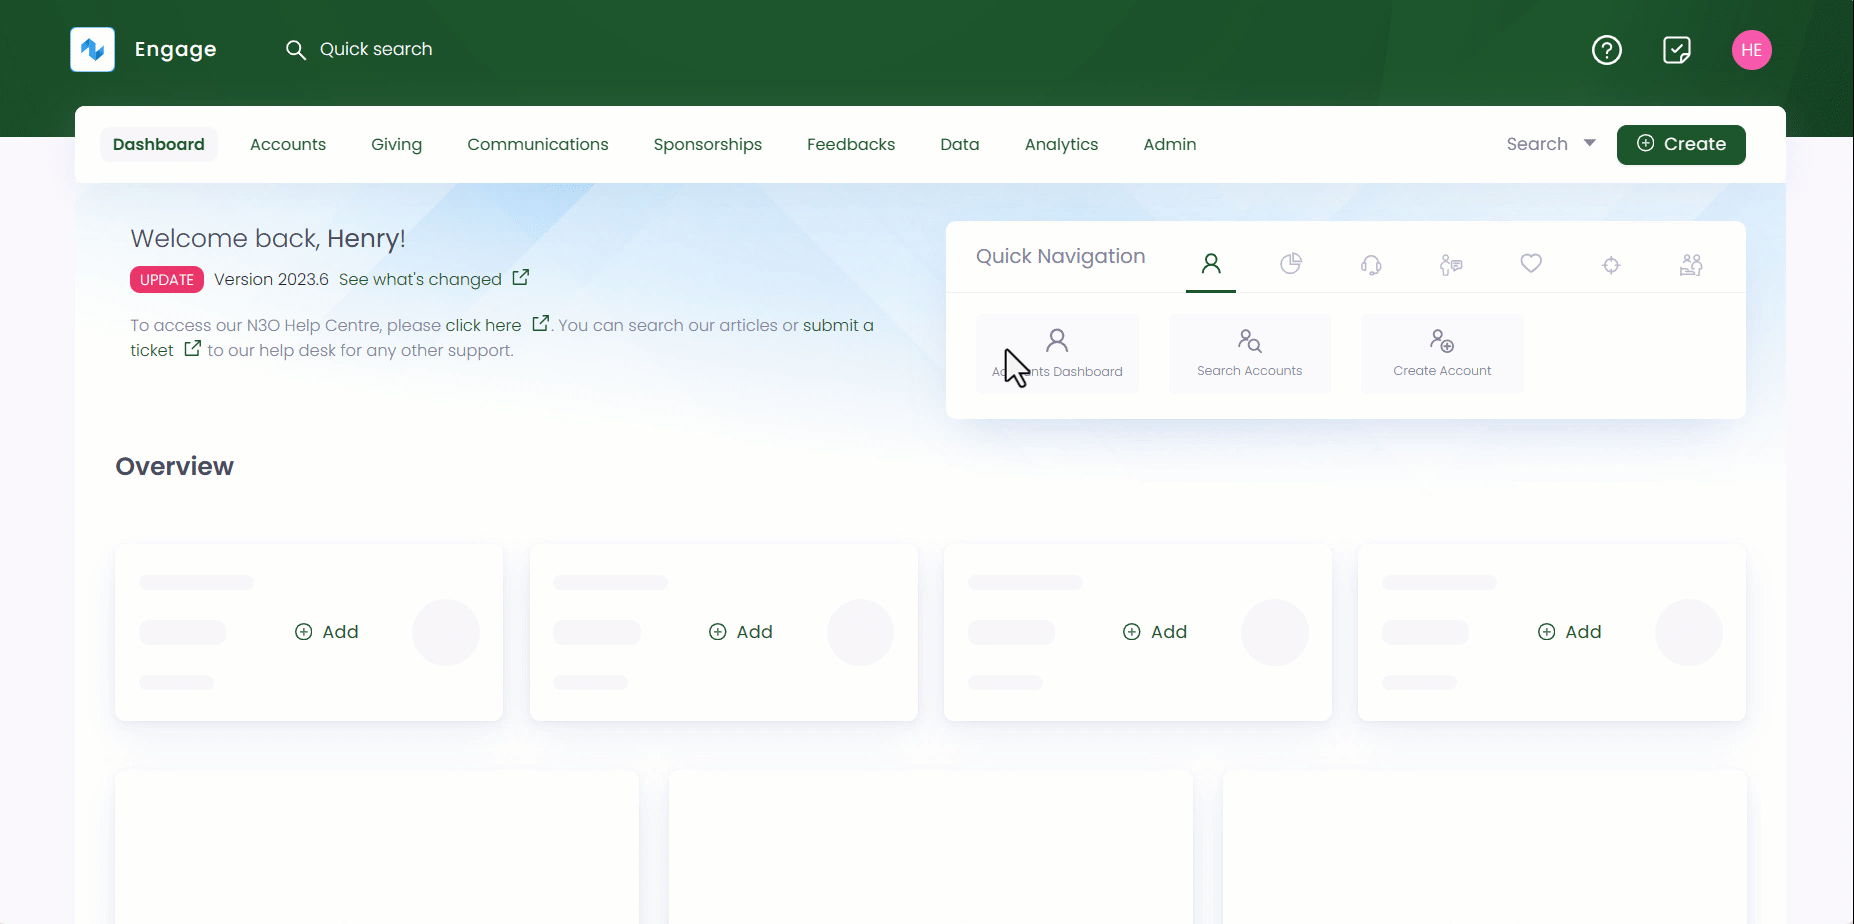 Engage
Quick search
HE
Dashboard
Accounts
Giving
Communications
Sponsorships
Feedbacks
Data
Analytics
Admin
Search
Create
Welcome back, Henry!
UPDATE Version 2023.6 See what's changed
To access our N3O Help Centre, please click here . You can search our articles or submit a
ticket to our help desk for any other support.
Quick Navigation
Dashboard
Search Accounts
Create Account
Overview
Add
Add
Add
Add